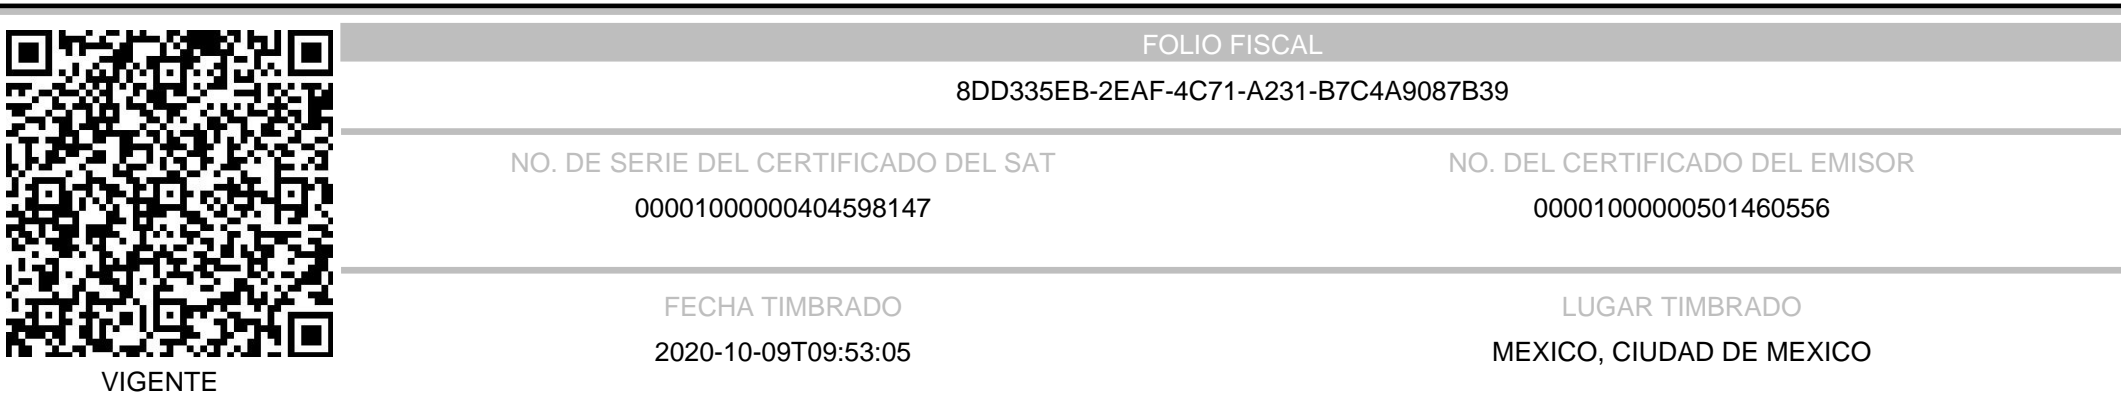 FOLIO FISCAL
8DD335EB-2EAF-4C71-A231-B7C4A9087B39
NO. DE SERIE DEL CERTIFICADO DEL SAT
NO. DEL CERTIFICADO DEL EMISOR
00001000000404598147
00001000000501460556
FECHA TIMBRADO
LUGAR TIMBRADO
2020-10-09T09:53:05
MEXICO, CIUDAD DE MEXICO
VIGENTE